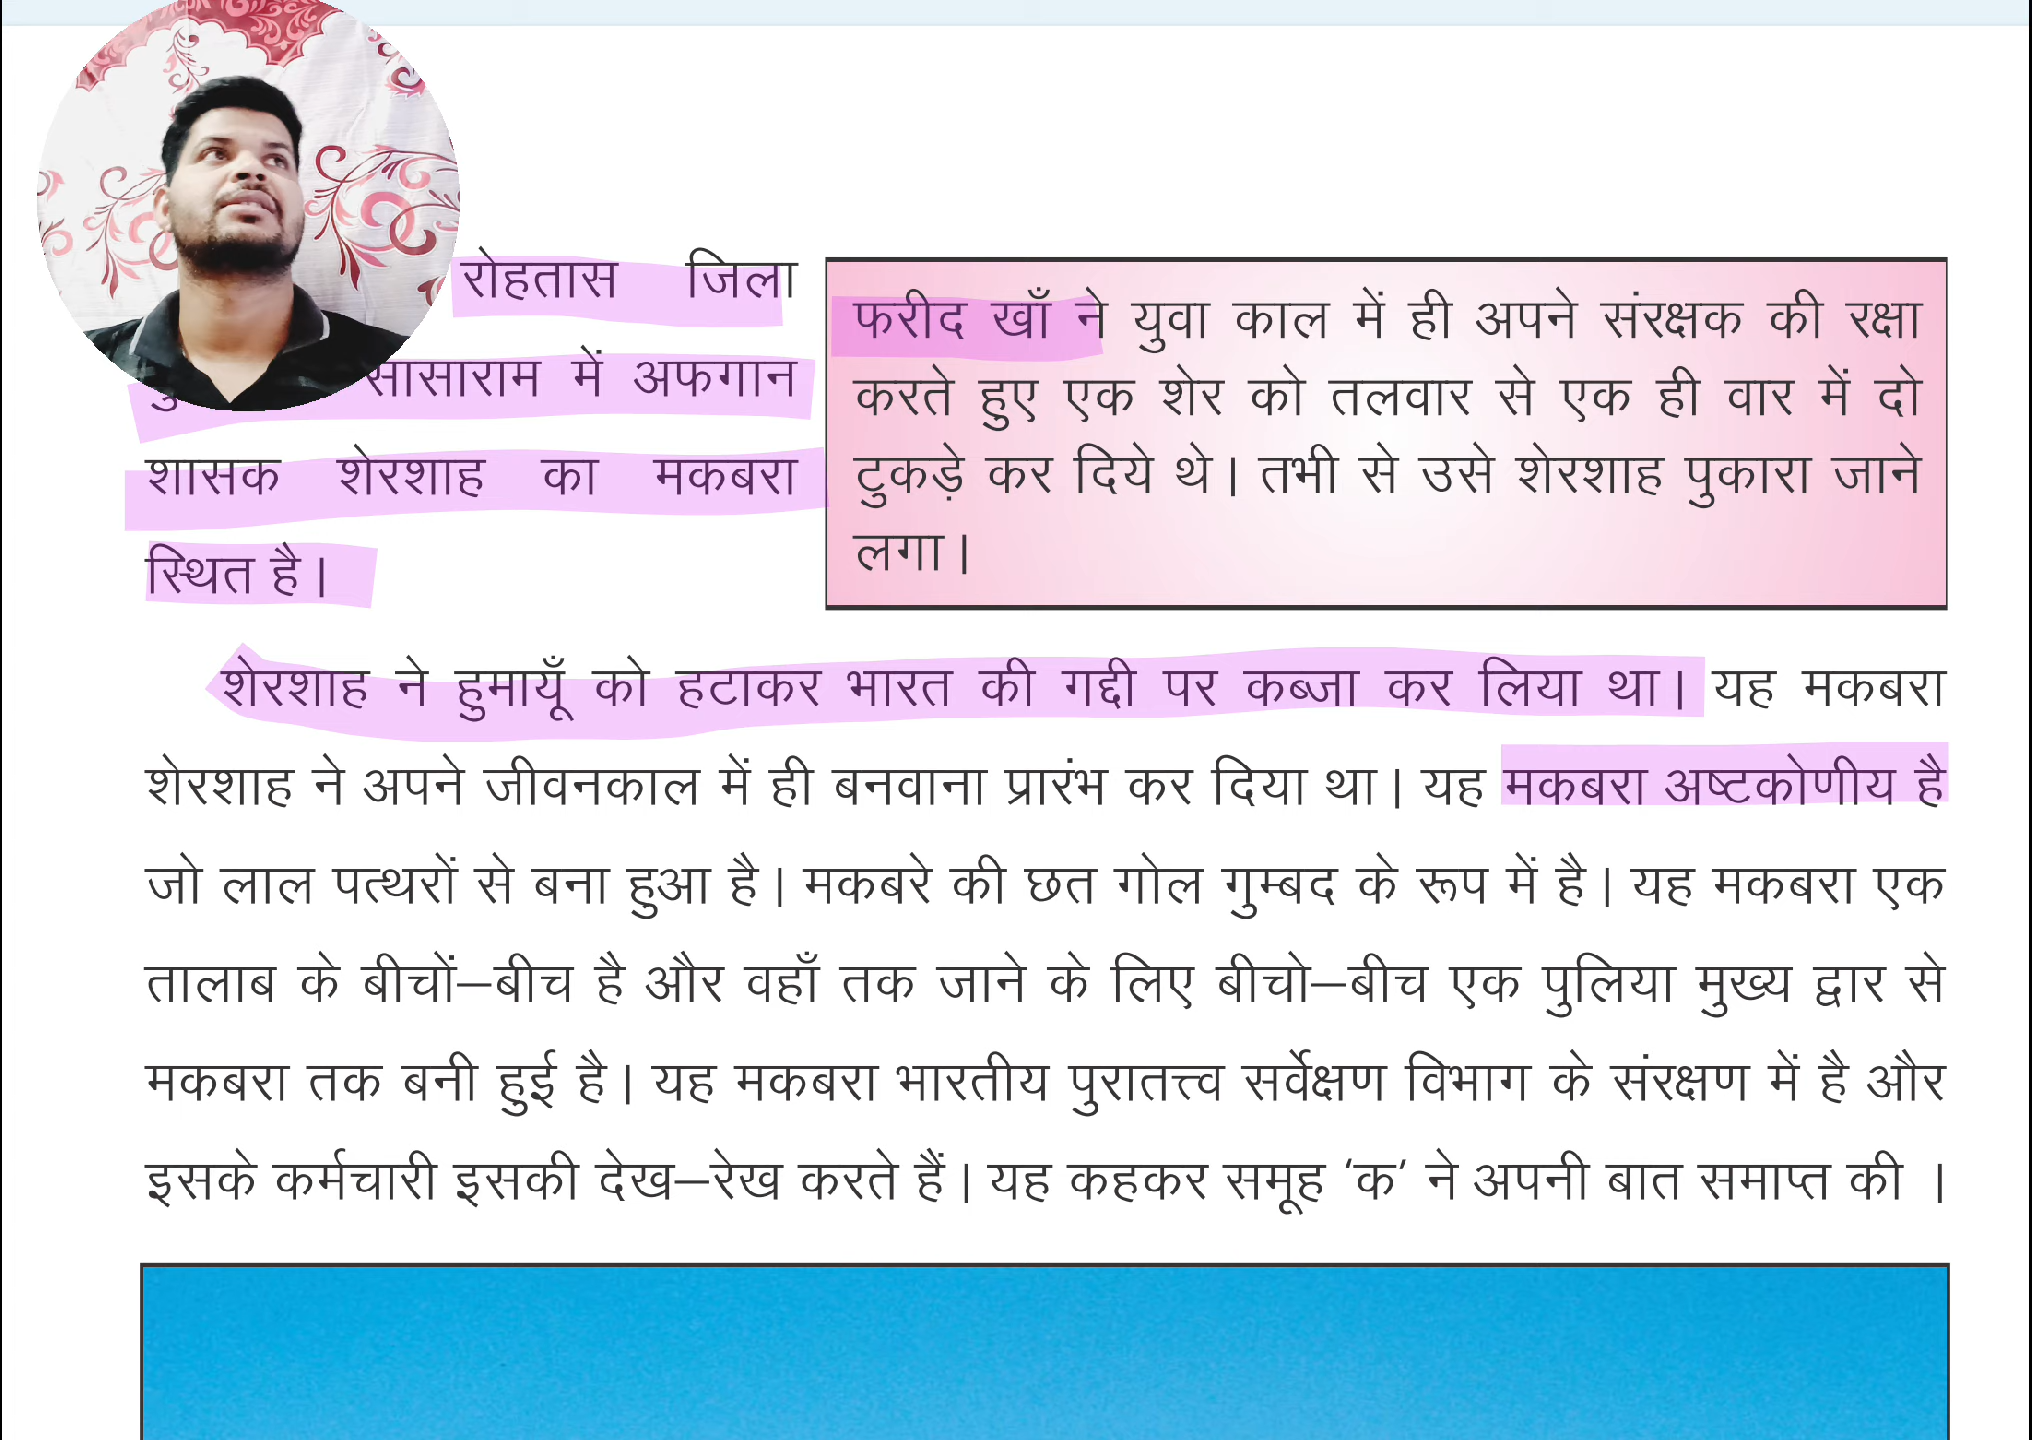 रोहतास जिला
सासाराम में अफगान
शासक शेरशाह का मकबरा
स्थित है।
फरीद खाँ ने युवा काल में ही अपने संरक्षक की रक्षा
करते हुए एक शेर को तलवार से एक ही वार में दो
टुकड़े कर दिये थे। तभी से उसे शेरशाह पुकारा जाने
लगा।
शेरशाह ने हुमायूँ को हटाकर भारत की गद्दी पर कब्जा कर लिया था। यह मकबरा
शेरशाह ने अपने जीवनकाल में ही बनवाना प्रारंभ कर दिया था। यह मकबरा अष्टकोणीय है
जो लाल पत्थरों से बना हुआ है। मकबरे की छत गोल गुम्बद के रूप में है। यह मकबरा एक
तालाब के बीचों–बीच है और वहाँ तक जाने के लिए बीचो–बीच एक पुलिया मुख्य द्वार से
मकबरा तक बनी हुई है। यह मकबरा भारतीय पुरातत्त्व सर्वेक्षण विभाग के संरक्षण में है और
इसके कर्मचारी इसकी देख–रेख करते हैं। यह कहकर समूह ‘क’ ने अपनी बात समाप्त की ।